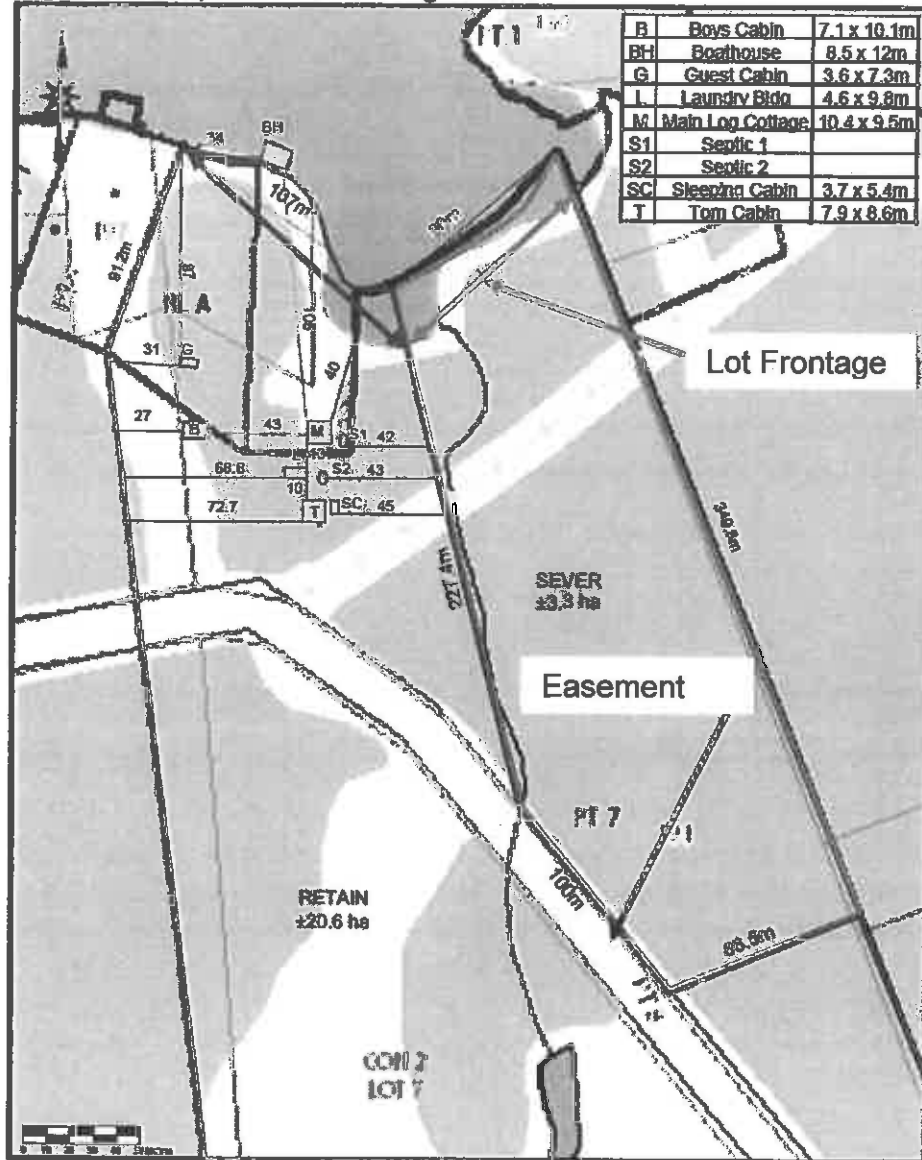 PT 1
B Boys Cabin 7.1 x 10.1m
BH Boathouse 8.5 x 12m
G Guest Cabin 3.6 x 7.3m
L Laundry Bldg 4.6 x 9.8m
M Main Log Cottage 10.4 x 9.5m
S1 Septic 1
S2 Septic 2
SC Sleeping Cabin 3.7 x 5.4m
T Tom Cabin 7.9 x 8.6m
BH
107m
91.2m
Lot Frontage
31
G
40
27
B
43
M
S1
42
68.6
S2
43
10
72.7
T
SC
45
227.4m
SEVER
±3.3 ha
Easement
PT 7
100m
RETAIN
±20.6 ha
CON 2
LOT 7